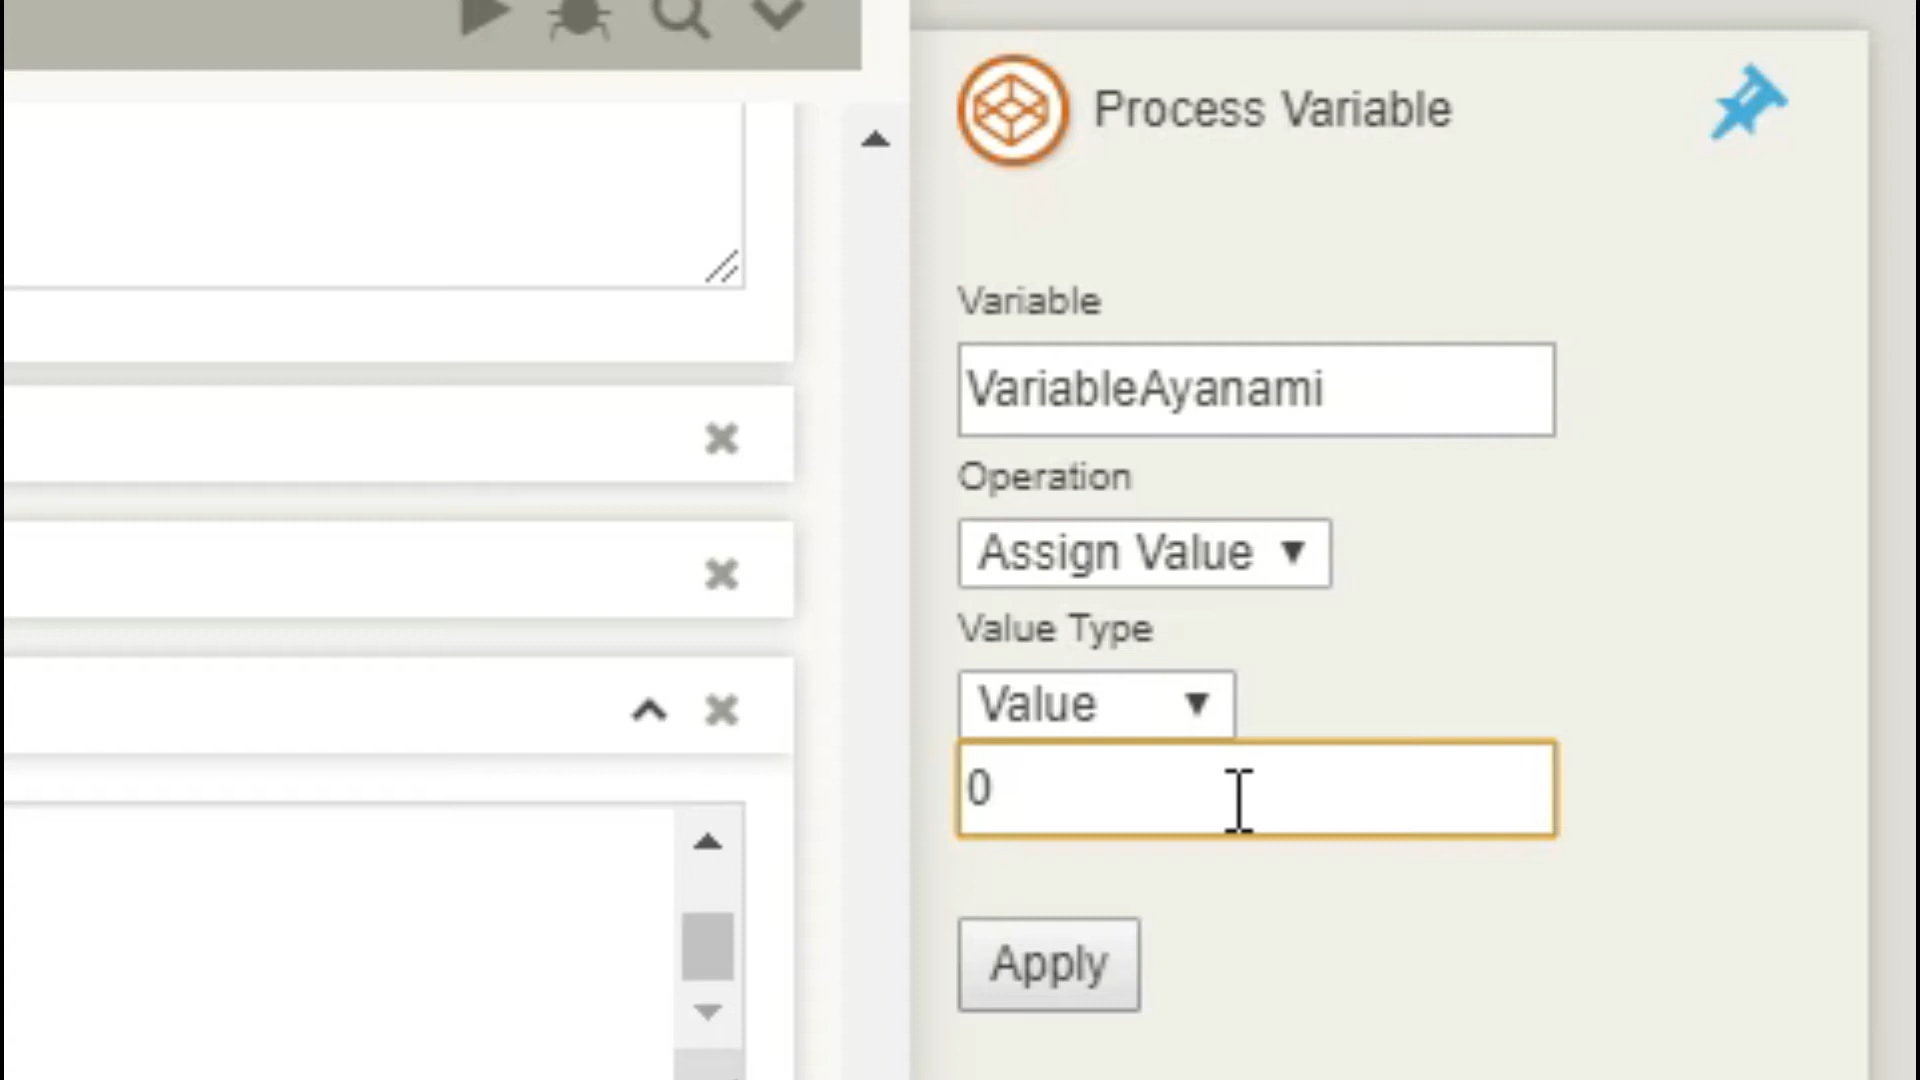 Process Variable
Variable
VariableAyanami
Operation
Assign Value
Value Type
Value
0
Apply